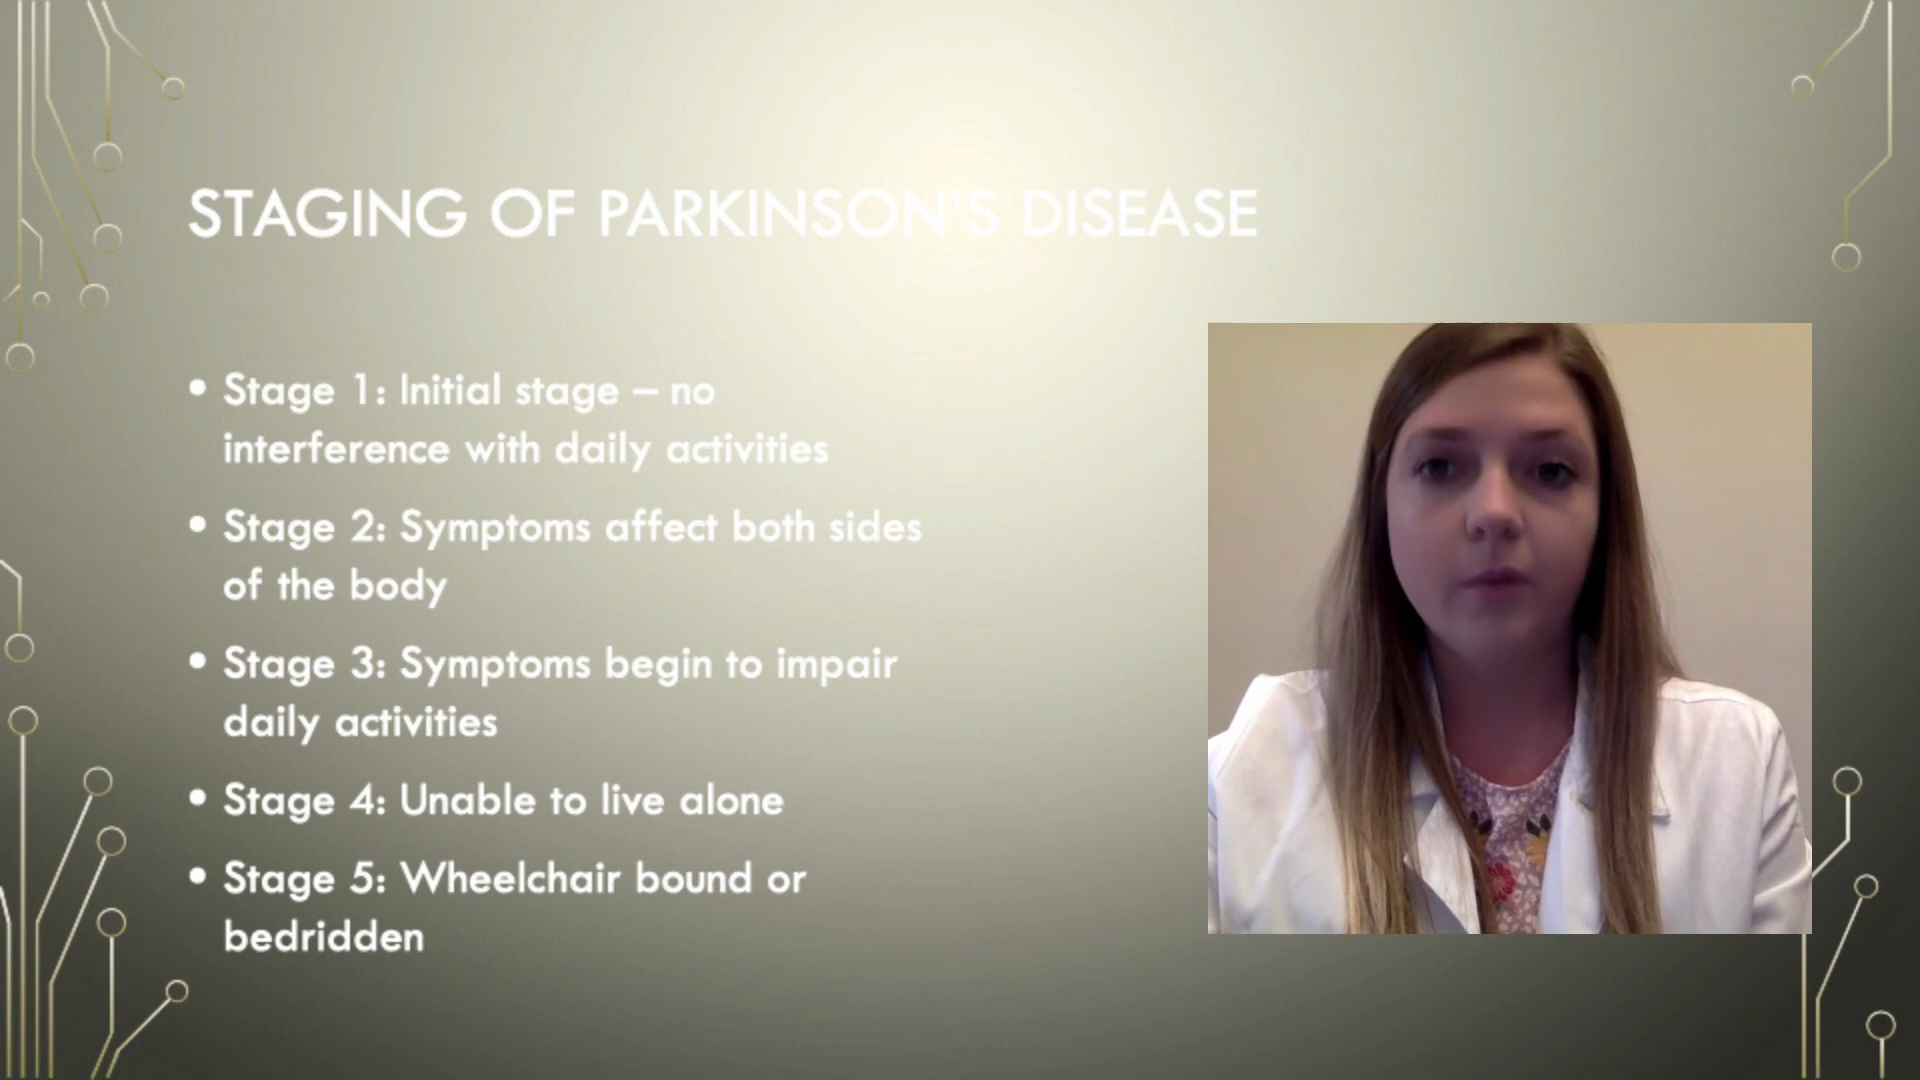 STAGING OF PARKINSON'S DISEASE
• Stage 1: Initial stage – no
interference with daily activities
• Stage 2: Symptoms affect both sides
of the body
• Stage 3: Symptoms begin to impair
daily activities
• Stage 4: Unable to live alone
• Stage 5: Wheelchair bound or
bedridden